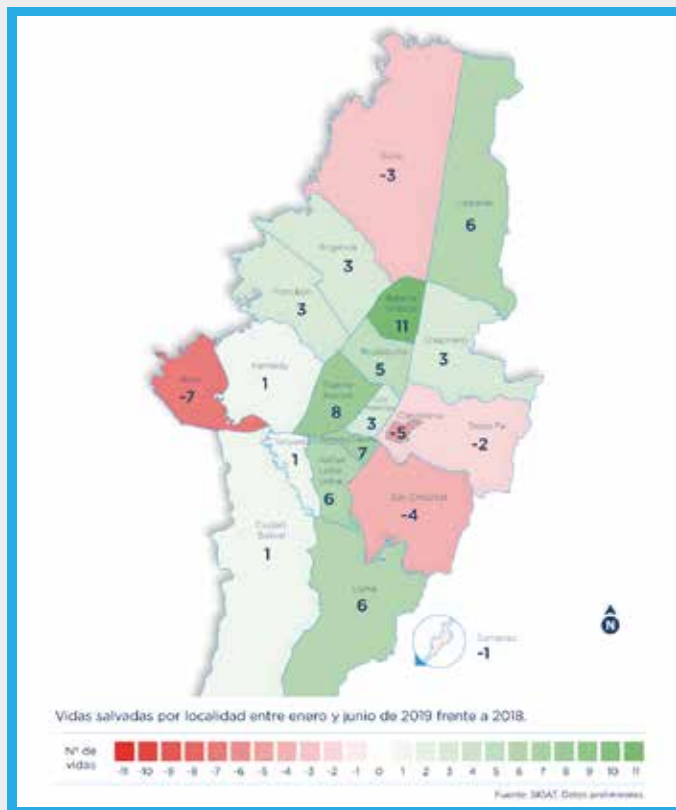 Suba
-3
Usaquén
6
Engativá
3
Fontibón
3
Barrios Unidos
11
Chapinero
3
Teusaquillo
5
Kennedy
1
Bosa
-7
Puente Aranda
8
3
Candelaria
-5
Santa Fe
-2
Tunjuelito
1
7
Rafael
Uribe
Uribe
6
San Cristóbal
-4
Ciudad
Bolívar
1
Usme
6
N
Sumapaz
-1
Vidas salvadas por localidad entre enero y junio de 2019 frente a 2018.
Nº de
vidas
-11 -10 -9 -8 -7 -6 -5 -4 -3 -2 -1 0 1 2 3 4 5 6 7 8 9 10 11
Fuente: SIGAT. Datos preliminares.